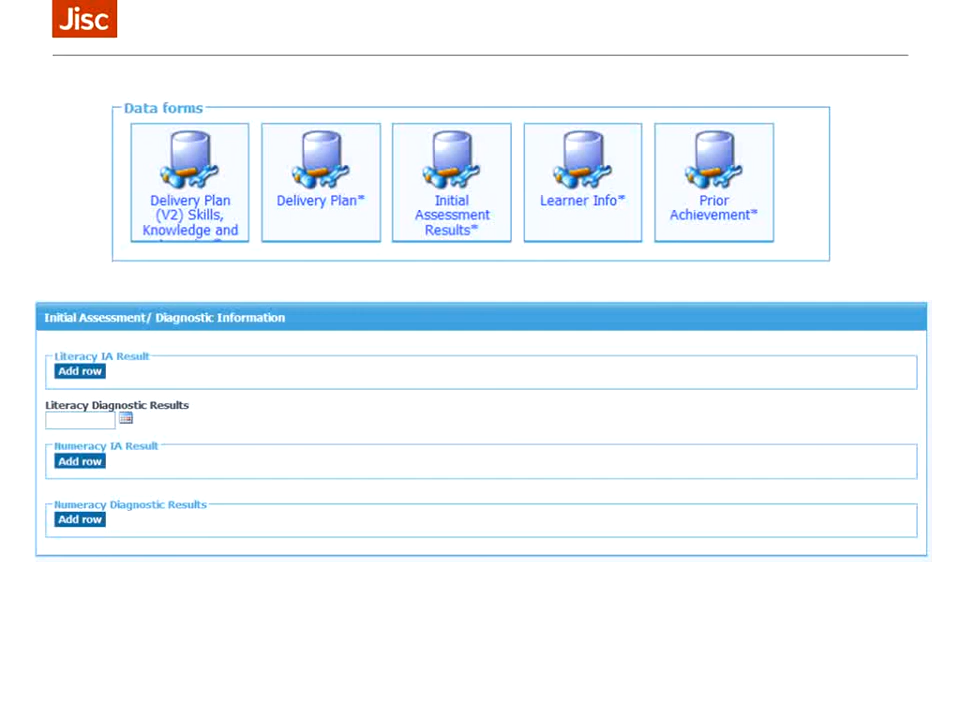 Jisc
Data forms
Delivery Plan
(V2) Skills,
Knowledge and
Delivery Plan*
Initial
Assessment
Results*
Learner Info*
Prior
Achievement*
Initial Assessment/ Diagnostic Information
Literacy IA Result
Add row
Literacy Diagnostic Results
Numeracy IA Result
Add row
Numeracy Diagnostic Results
Add row